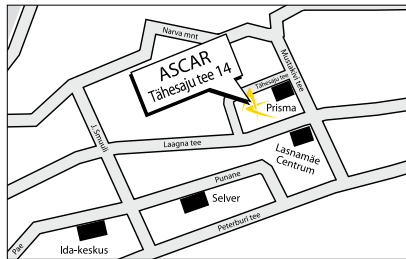 Narva mnt
ASCAR
Tähesaju tee 14
Tähesaju tee
Mustakivi tee
Prisma
J. Smuuli
Laagna tee
Lasnamäe
Centrum
Punane
Selver
Peterburi tee
Pae
Ida-keskus